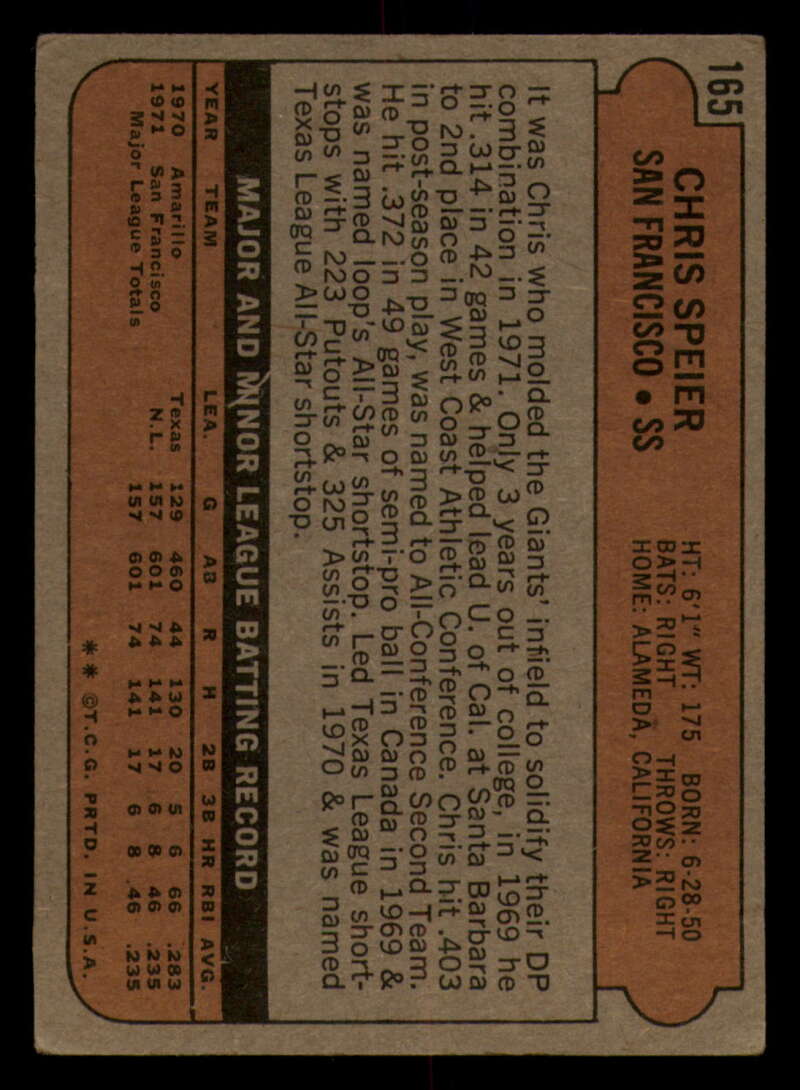 165
CHRIS SPEIER
SAN FRANCISCO • SS
HT: 6'1" WT: 175 BORN: 6-28-50
BATS: RIGHT THROWS: RIGHT
HOME: ALAMEDA, CALIFORNIA
It was Chris who molded the Giants' infield to solidify their DP
combination in 1971. Only 3 years out of college, in 1969 he
hit .314 in 42 games & helped lead U. of Cal. at Santa Barbara
to 2nd place in West Coast Athletic Conference. Chris hit .403
in post-season play, was named to All-Conference Second Team.
He hit .372 in 49 games of semi-pro ball in Canada in 1969 &
was named loop's All-Star shortstop. Led Texas League short-
stops with 223 Putouts & 325 Assists in 1970 & was named
Texas League All-Star shortstop.
MAJOR AND MINOR LEAGUE BATTING RECORD
YEAR TEAM LEA. G AB R H 2B 3B HR RBI AVG.
1970 Amarillo Texas 129 460 44 130 20 5 6 66 .283
1971 San Francisco N.L. 157 601 74 141 17 6 8 46 .235
Major League Totals 157 601 74 141 17 6 8 46 .235
** ©T.C.G. PRTD. IN U.S.A.